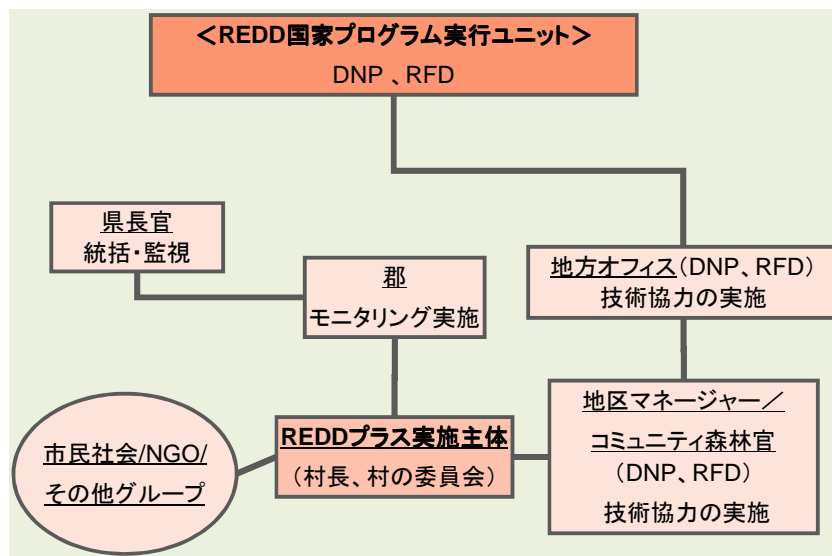 ＜REDD国家プログラム実行ユニット＞
DNP 、RFD
県長官
統括・監視
郡
モニタリング実施
地方オフィス(DNP、RFD)
技術協力の実施
市民社会/NGO/
その他グループ
REDDプラス実施主体
（村長、村の委員会）
地区マネージャー／
コミュニティ森林官
(DNP、RFD)
技術協力の実施